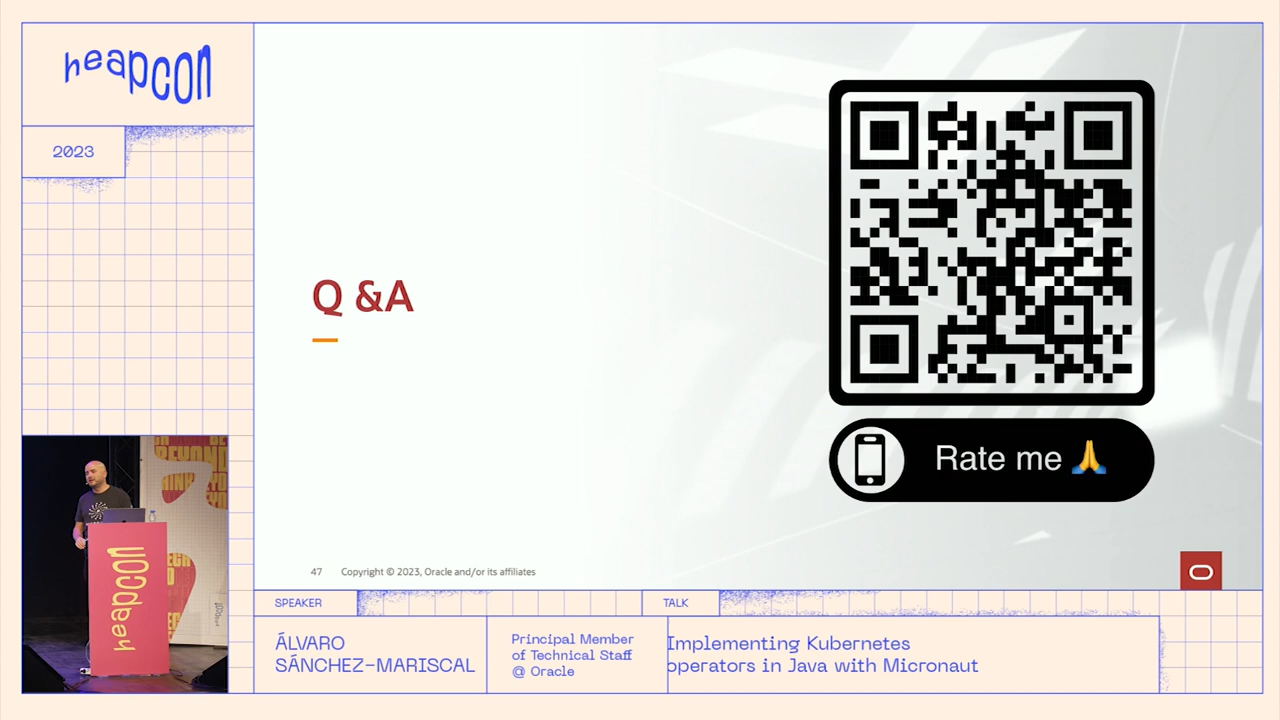 heapcon
2023
Q &A
Rate me 🙏
47 Copyright © 2023, Oracle and/or its affiliates
heapcon
SPEAKER
TALK
ÁLVARO
SÁNCHEZ-MARISCAL
Principal Member
of Technical Staff
@ Oracle
Implementing Kubernetes
operators in Java with Micronaut